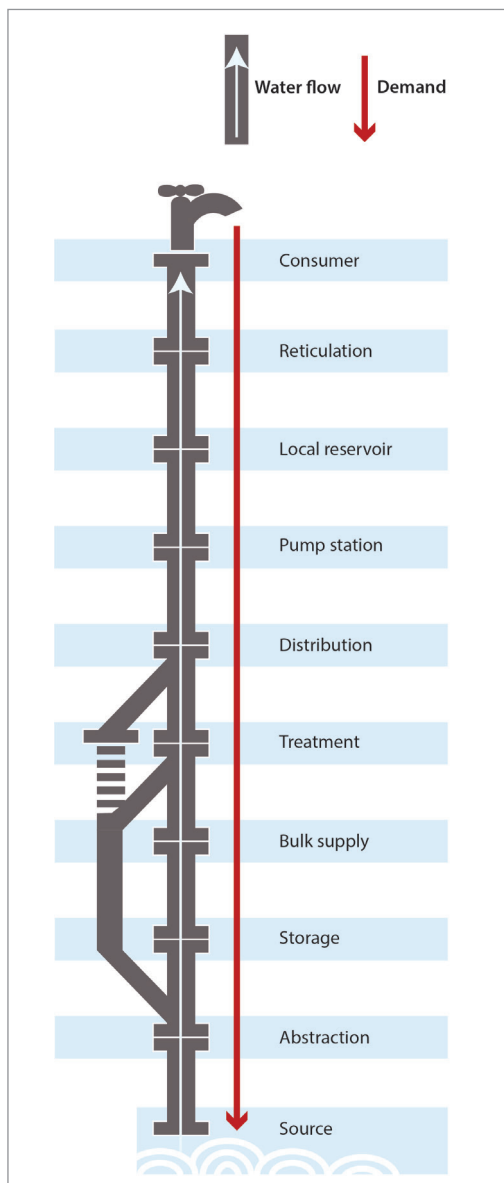 Water flow
Demand
Consumer
Reticulation
Local reservoir
Pump station
Distribution
Treatment
Bulk supply
Storage
Abstraction
Source